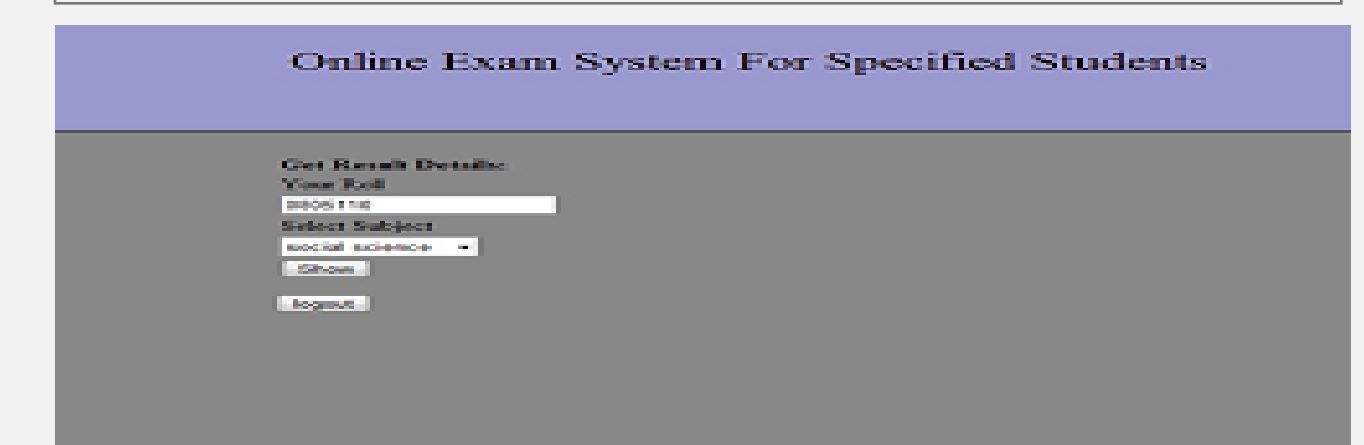 Online Exam System For Specified Students
Get Result Details:
Your Roll
Select Subject
social science
Show
logout